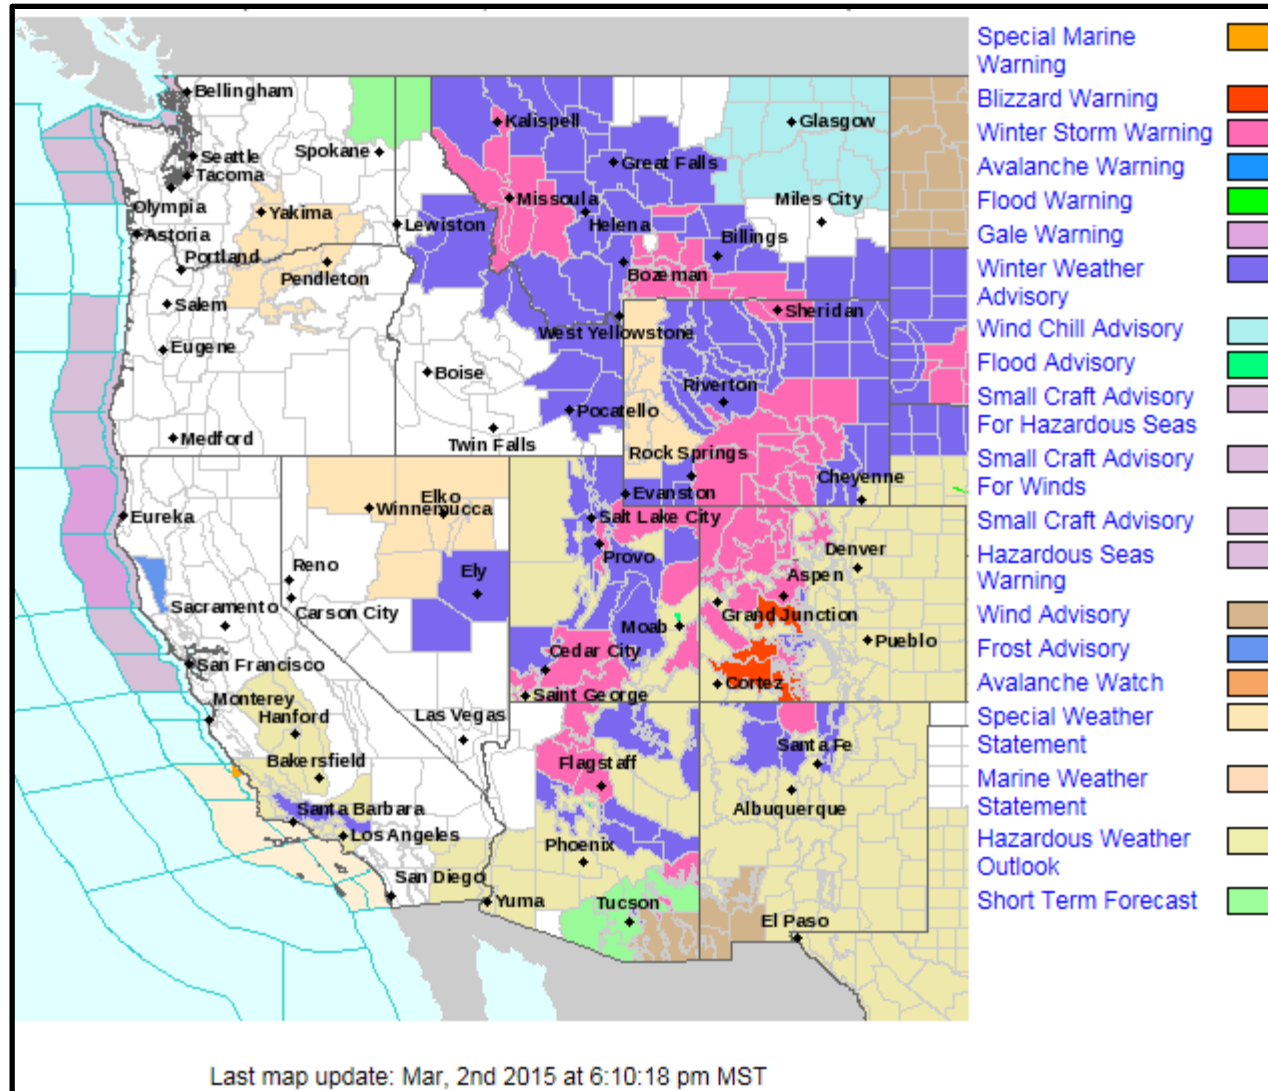 Bellingham
Kalispell
Glasgow
Spokane
Seattle
Great Falls
Tacoma
Olympia
Yakima
Missoula
Miles City
Lewiston
Helena
Astoria
Billings
Portland
Pendleton
Bozeman
Salem
Sheridan
West Yellowstone
Eugene
Boise
Riverton
Pocatello
Medford
Twin Falls
Rock Springs
Cheyenne
Elko
Evanston
Winnemucca
Eureka
Salt Lake City
Provo
Denver
Reno
Ely
Aspen
Sacramento
Carson City
Grand Junction
Moab
Pueblo
Cedar City
San Francisco
Cortez
Saint George
Monterey
Hanford
Las Vegas
Santa Fe
Bakersfield
Flagstaff
Santa Barbara
Albuquerque
Los Angeles
Phoenix
San Diego
Yuma
Tucson
El Paso
Special Marine
Warning
Blizzard Warning
Winter Storm Warning
Avalanche Warning
Flood Warning
Gale Warning
Winter Weather
Advisory
Wind Chill Advisory
Flood Advisory
Small Craft Advisory
For Hazardous Seas
Small Craft Advisory
For Winds
Small Craft Advisory
Hazardous Seas
Warning
Wind Advisory
Frost Advisory
Avalanche Watch
Special Weather
Statement
Marine Weather
Statement
Hazardous Weather
Outlook
Short Term Forecast
Last map update: Mar, 2nd 2015 at 6:10:18 pm MST